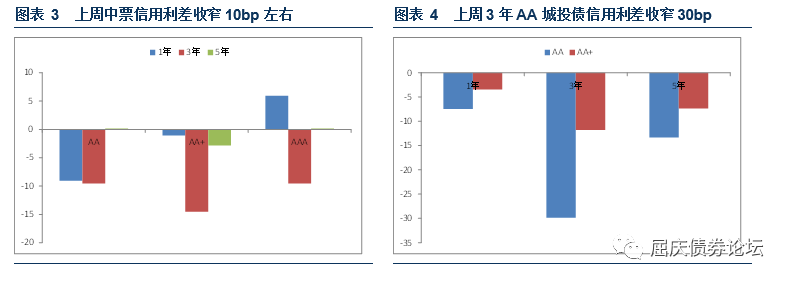 图表 3 上周中票信用利差收窄 10bp 左右
1年 3年 5年
10
5
0
-5
-10
-15
-20
AA AA+ AAA
图表 4 上周 3 年 AA 城投债信用利差收窄 30bp
AA AA+
0
-5
-10
-15
-20
-25
-30
-35
1年 3年 5年
屈庆债券论坛